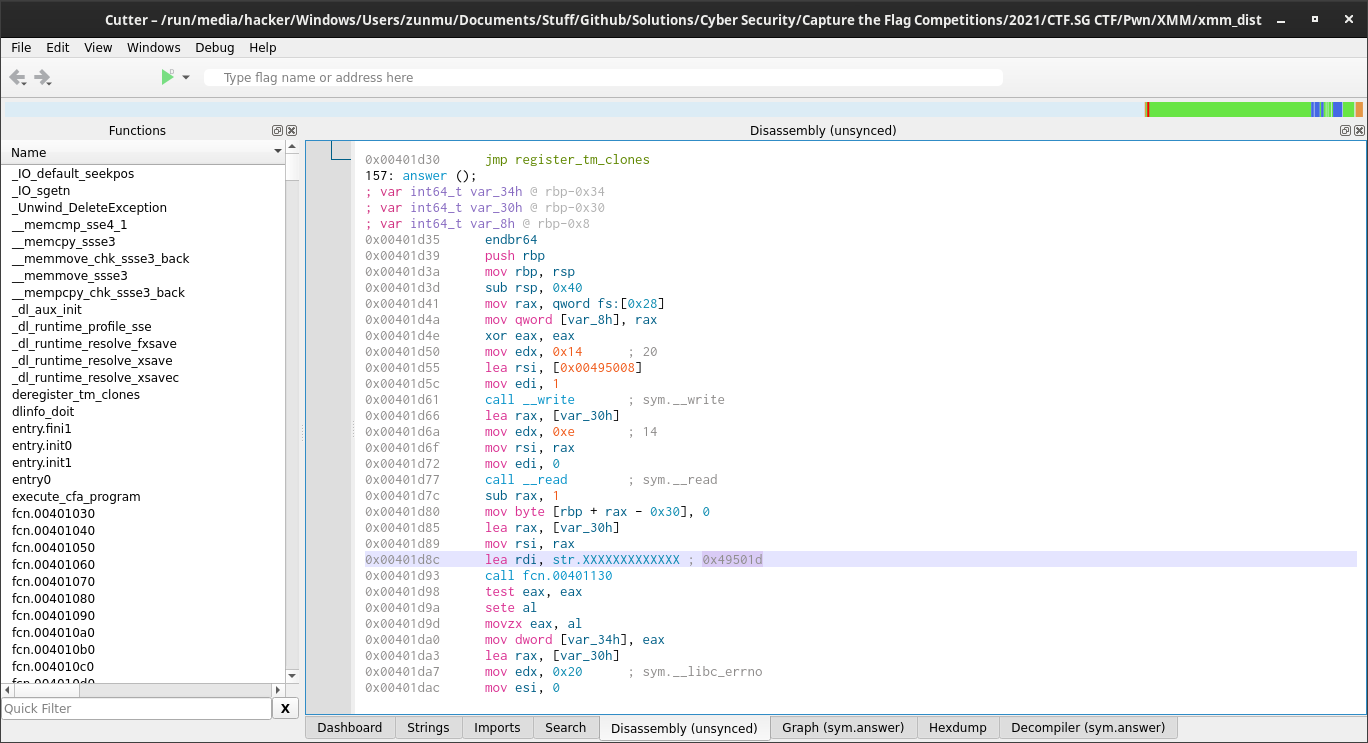 Cutter – /run/media/hacker/Windows/Users/zunmu/Documents/Stuff/Github/Solutions/Cyber Security/Capture the Flag Competitions/2021/CTF.SG CTF/Pwn/XMM/xmm_dist
File Edit View Windows Debug Help
Type flag name or address here
Functions
Name
_IO_default_seekpos
_IO_sgetn
_Unwind_DeleteException
__memcmp_sse4_1
__memcpy_ssse3
__memmove_chk_ssse3_back
__memmove_ssse3
__mempcpy_chk_ssse3_back
_dl_aux_init
_dl_runtime_profile_sse
_dl_runtime_resolve_fxsave
_dl_runtime_resolve_xsave
_dl_runtime_resolve_xsavec
deregister_tm_clones
dlinfo_doit
entry.fini1
entry.init0
entry.init1
entry0
execute_cfa_program
fcn.00401030
fcn.00401040
fcn.00401050
fcn.00401060
fcn.00401070
fcn.00401080
fcn.00401090
fcn.004010a0
fcn.004010b0
fcn.004010c0
fcn.004010d0
Quick Filter X
Disassembly (unsynced)
0x00401d30 jmp register_tm_clones
157: answer ();
; var int64_t var_34h @ rbp-0x34
; var int64_t var_30h @ rbp-0x30
; var int64_t var_8h @ rbp-0x8
0x00401d35 endbr64
0x00401d39 push rbp
0x00401d3a mov rbp, rsp
0x00401d3d sub rsp, 0x40
0x00401d41 mov rax, qword fs:[0x28]
0x00401d4a mov qword [var_8h], rax
0x00401d4e xor eax, eax
0x00401d50 mov edx, 0x14 ; 20
0x00401d55 lea rsi, [0x00495008]
0x00401d5c mov edi, 1
0x00401d61 call __write ; sym.__write
0x00401d66 lea rax, [var_30h]
0x00401d6a mov edx, 0xe ; 14
0x00401d6f mov rsi, rax
0x00401d72 mov edi, 0
0x00401d77 call __read ; sym.__read
0x00401d7c sub rax, 1
0x00401d80 mov byte [rbp + rax - 0x30], 0
0x00401d85 lea rax, [var_30h]
0x00401d89 mov rsi, rax
0x00401d8c lea rdi, str.XXXXXXXXXXXXX ; 0x49501d
0x00401d93 call fcn.00401130
0x00401d98 test eax, eax
0x00401d9a sete al
0x00401d9d movzx eax, al
0x00401da0 mov dword [var_34h], eax
0x00401da3 lea rax, [var_30h]
0x00401da7 mov edx, 0x20 ; sym.__libc_errno
0x00401dac mov esi, 0
Dashboard Strings Imports Search Disassembly (unsynced) Graph (sym.answer) Hexdump Decompiler (sym.answer)